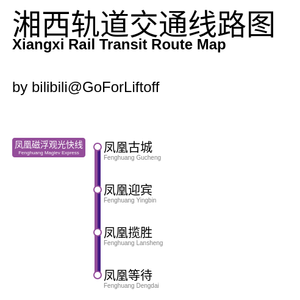 湘西轨道交通线路图
Xiangxi Rail Transit Route Map
by bilibili@GoForLiftoff
凤凰磁浮观光快线
Fenghuang Maglev Express
凤凰古城
Fenghuang Gucheng
凤凰迎宾
Fenghuang Yingbin
凤凰揽胜
Fenghuang Lansheng
凤凰等待
Fenghuang Dengdai